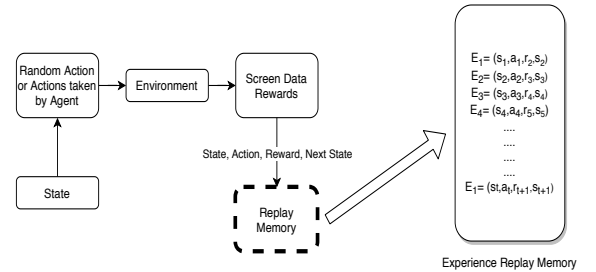 Random Action
or Actions taken
by Agent
Environment
Screen Data
Rewards
State, Action, Reward, Next State
State
Replay
Memory
E1= (s1,a1,r2,s2)
E2= (s2,a2,r3,s3)
E3= (s3,a3,r4,s4)
E4= (s4,a4,r5,s5)
....
....
....
....
E1= (st,at,rt+1,st+1)
Experience Replay Memory